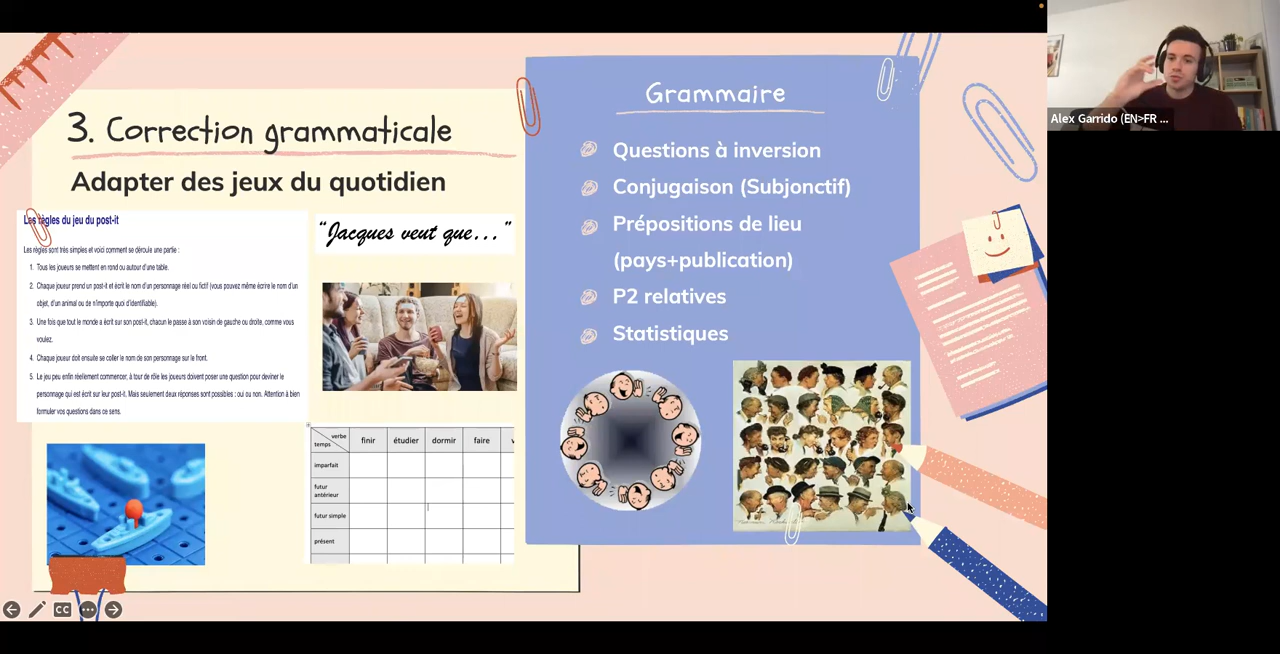 3. Correction grammaticale
Adapter des jeux du quotidien
Les règles du jeu du post-it
Les règles sont très simples et voici comment se déroule une partie :
1. Tous les joueurs se mettent en rond ou autour d'une table.
2. Chaque joueur prend un post-it et écrit le nom d'un personnage réel ou fictif (vous pouvez même écrire le nom d'un
objet, d'un animal ou de n'importe quoi d'identifiable).
3. Une fois que tout le monde a écrit sur son post-it, chacun le passe à son voisin de gauche ou droite, comme vous
voulez.
4. Chaque joueur doit ensuite se coller le nom de son personnage sur le front.
5. Le jeu peu enfin réellement commencer, à tour de rôle les joueurs doivent poser une question pour deviner le
personnage qui est écrit sur leur post-it. Mais seulement deux réponses sont possibles : oui ou non. Attention à bien
formuler vos questions dans ce sens.
"Jacques veut que..."
verbe
temps
finir étudier dormir faire v
imparfait
futur
antérieur
futur simple
présent
Grammaire
Questions à inversion
Conjugaison (Subjonctif)
Prépositions de lieu
(pays+publication)
P2 relatives
Statistiques
CC
Alex Garrido (EN>FR ...